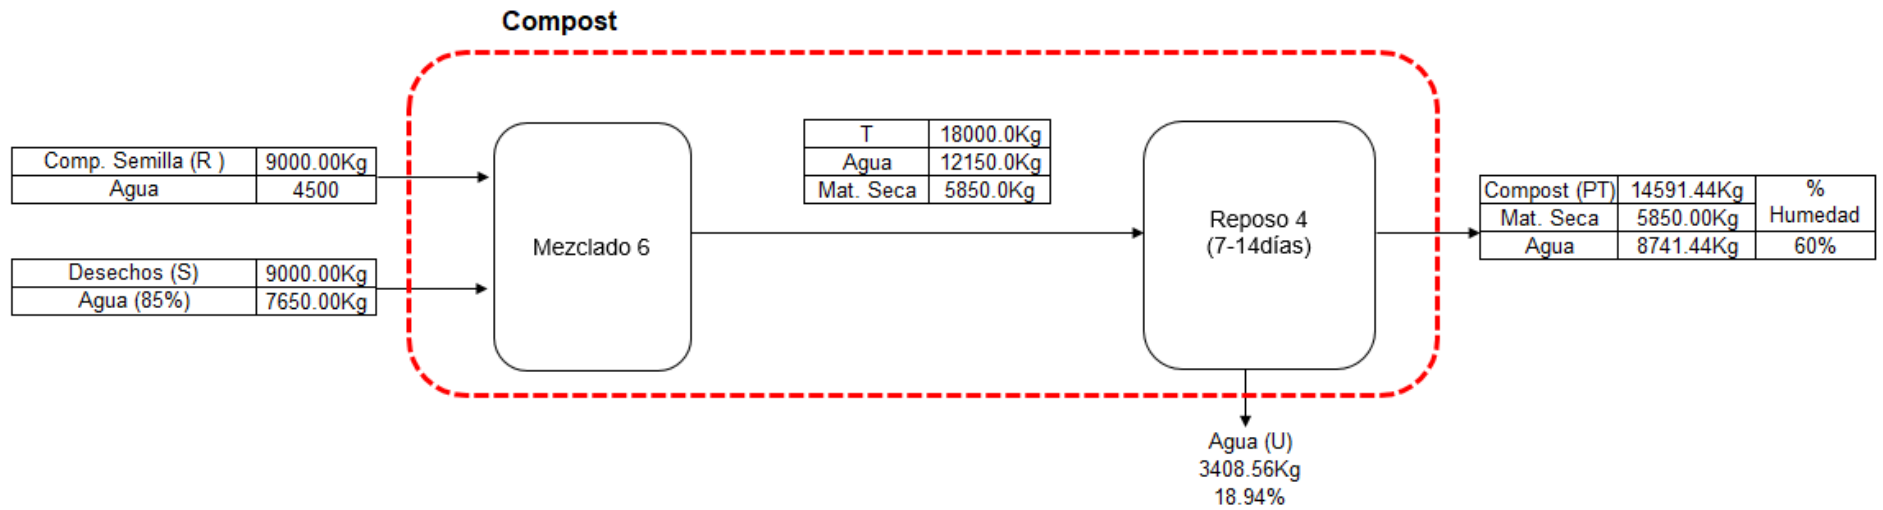 Compost
Comp. Semilla (R ) 9000.00Kg
Agua 4500
Desechos (S) 9000.00Kg
Agua (85%) 7650.00Kg
Mezclado 6
T 18000.0Kg
Agua 12150.0Kg
Mat. Seca 5850.0Kg
Reposo 4
(7-14días)
Agua (U)
3408.56Kg
18.94%
Compost (PT) 14591.44Kg %
Mat. Seca 5850.00Kg Humedad
Agua 8741.44Kg 60%